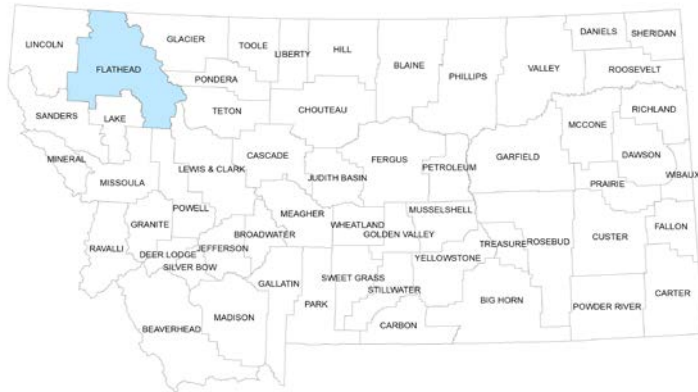 LINCOLN
FLATHEAD
GLACIER
TOOLE
LIBERTY
HILL
BLAINE
PHILLIPS
VALLEY
DANIELS
SHERIDAN
ROOSEVELT
PONDERA
TETON
CHOUTEAU
SANDERS
LAKE
RICHLAND
MCCONE
MINERAL
MISSOULA
LEWIS & CLARK
CASCADE
JUDITH BASIN
FERGUS
PETROLEUM
GARFIELD
DAWSON
PRAIRIE
WIBAUX
POWELL
GRANITE
RAVALLI
DEER LODGE
SILVER BOW
JEFFERSON
BROADWATER
MEAGHER
WHEATLAND
GOLDEN VALLEY
MUSSELSHELL
TREASURE
ROSEBUD
CUSTER
FALLON
YELLOWSTONE
GALLATIN
PARK
SWEET GRASS
STILLWATER
CARBON
BIG HORN
POWDER RIVER
CARTER
MADISON
BEAVERHEAD